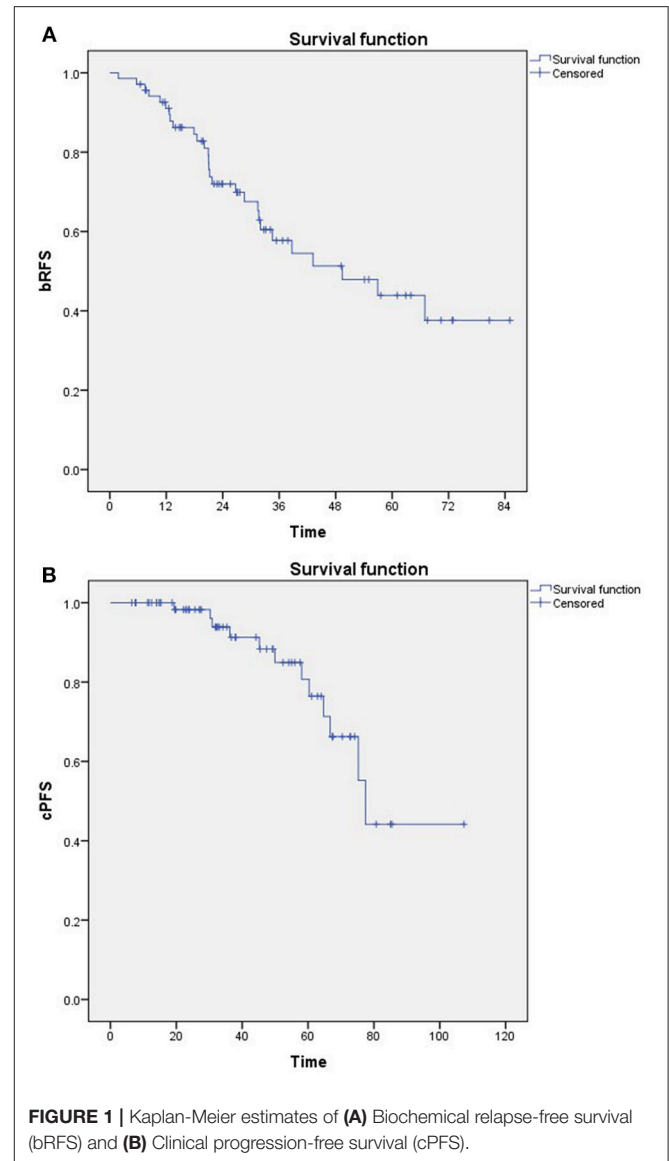 A
Survival function
Survival function
Censored
1.0
0.8
0.6
0.4
0.2
0.0
bRFS
0 12 24 36 48 60 72 84
Time
B
Survival function
Survival function
Censored
1.0
0.8
0.6
0.4
0.2
0.0
cPFS
0 20 40 60 80 100 120
Time
FIGURE 1 | Kaplan-Meier estimates of (A) Biochemical relapse-free survival
(bRFS) and (B) Clinical progression-free survival (cPFS).